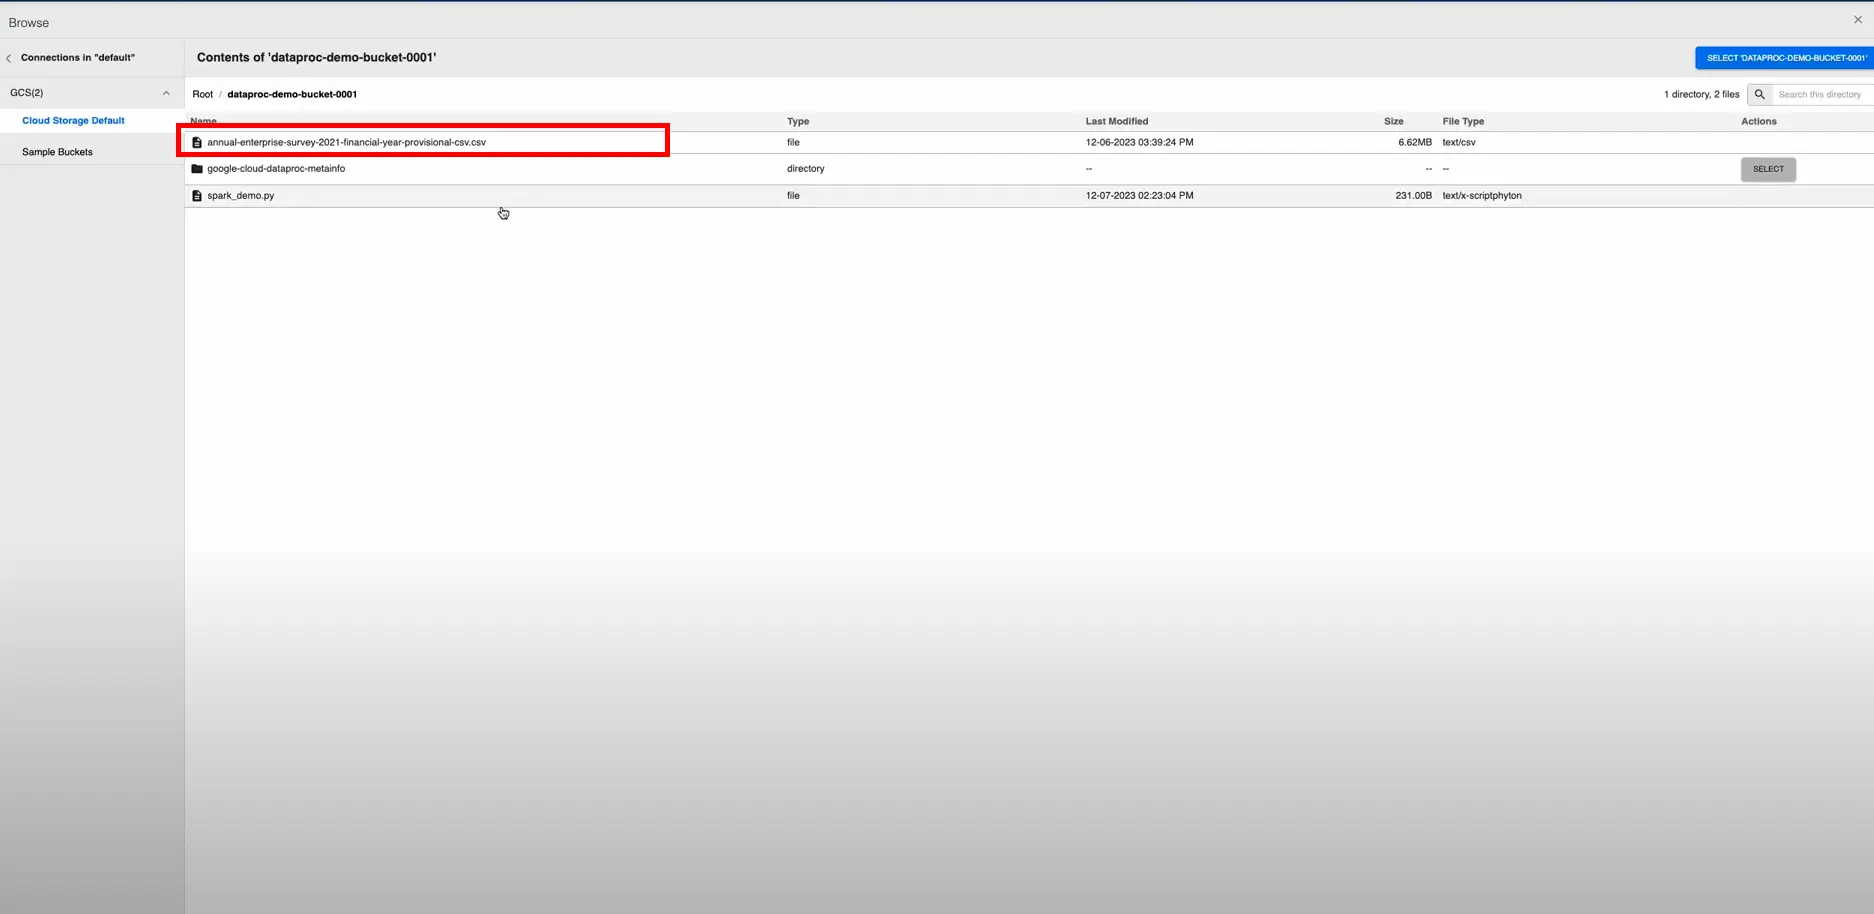 Browse
Connections in "default"
Contents of 'dataproc-demo-bucket-0001'
SELECT 'DATAPROC-DEMO-BUCKET-0001'
GCS(2)
Root / dataproc-demo-bucket-0001
1 directory, 2 files
Search this directory
Cloud Storage Default
Sample Buckets
Name Type Last Modified Size File Type Actions
annual-enterprise-survey-2021-financial-year-provisional-csv.csv file 12-06-2023 03:39:24 PM 6.62MB text/csv
google-cloud-dataproc-metainfo directory -- -- -- SELECT
spark_demo.py file 12-07-2023 02:23:04 PM 231.00B text/x-scriptphyton